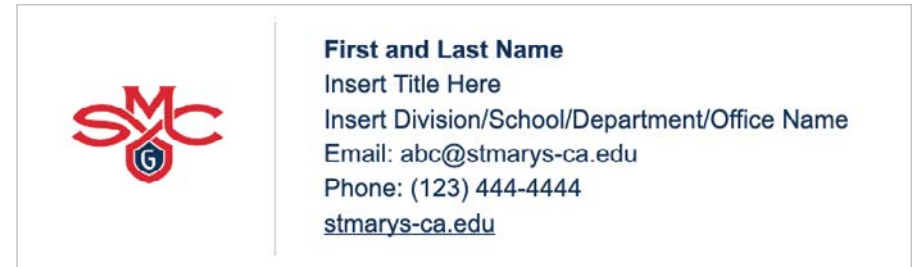 SMC
G
First and Last Name
Insert Title Here
Insert Division/School/Department/Office Name
Email: abc@stmarys-ca.edu
Phone: (123) 444-4444
stmarys-ca.edu